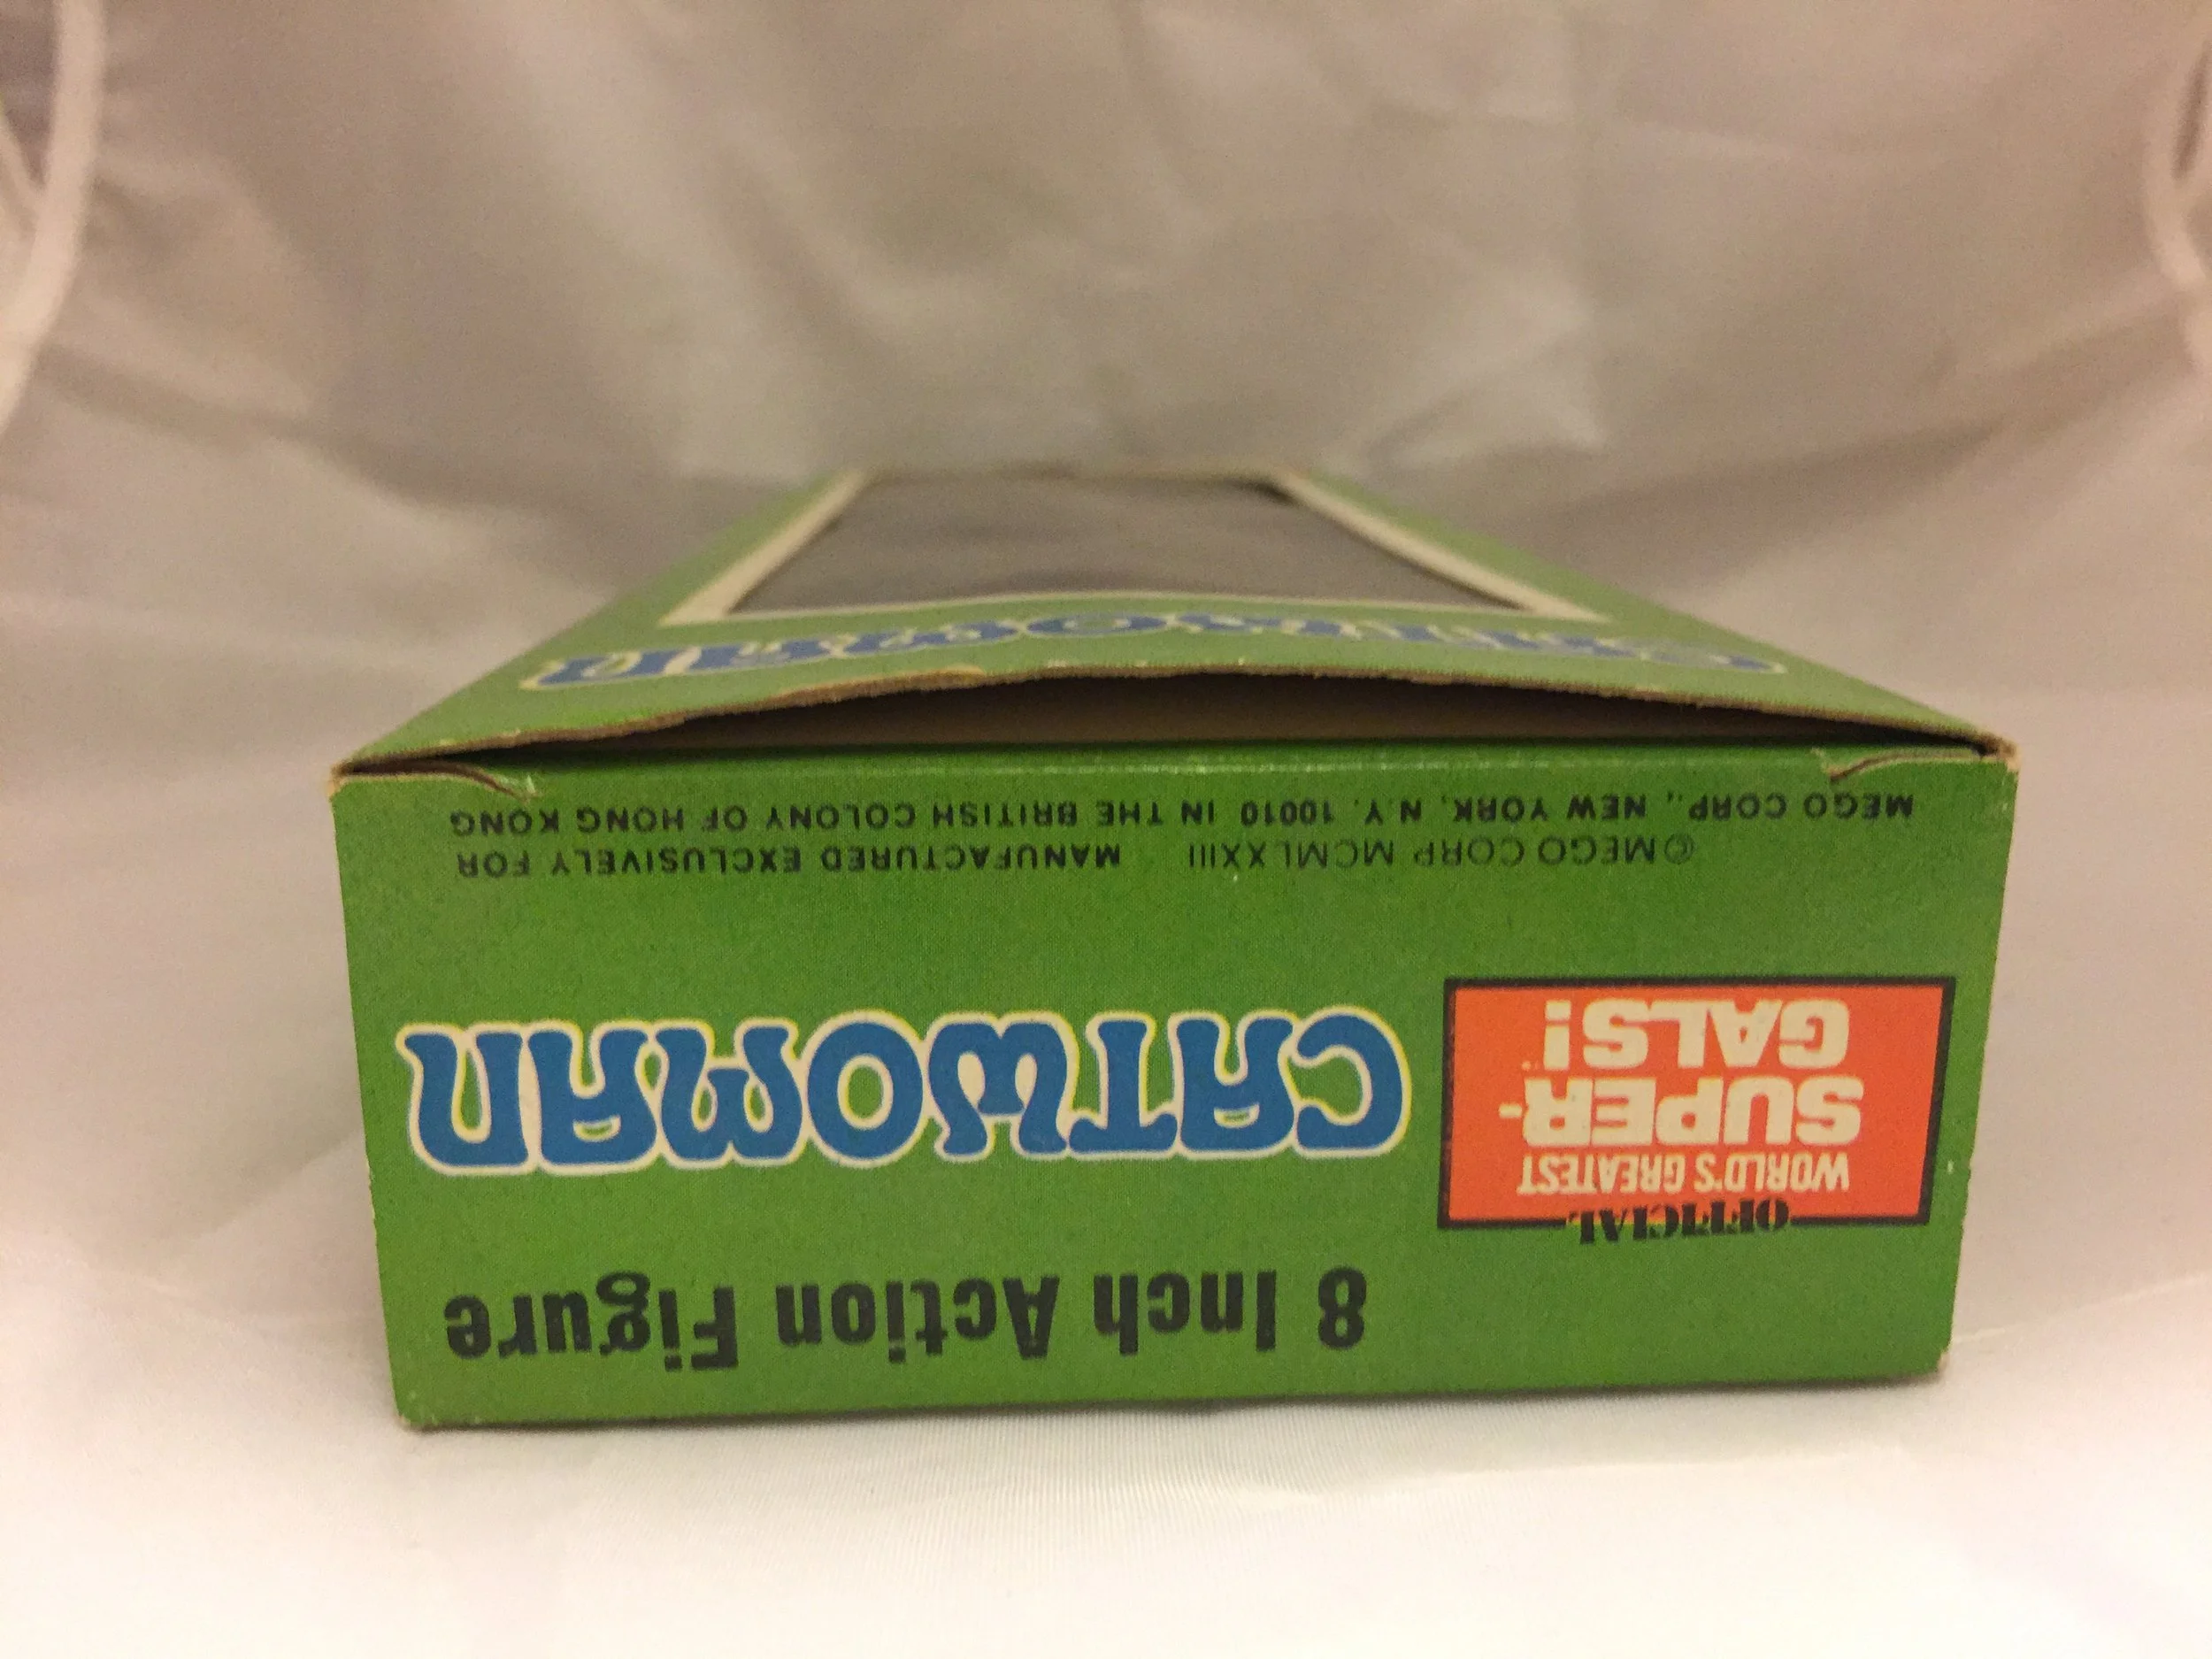 8 Inch Action Figure
OFFICIAL
WORLD'S GREATEST
SUPER-
GALS!
CATWOMAN
©MEGO CORP MCMLXXIII MANUFACTURED EXCLUSIVELY FOR
MEGO CORP., NEW YORK, N.Y. 10010 IN THE BRITISH COLONY OF HONG KONG
CATWOMAN